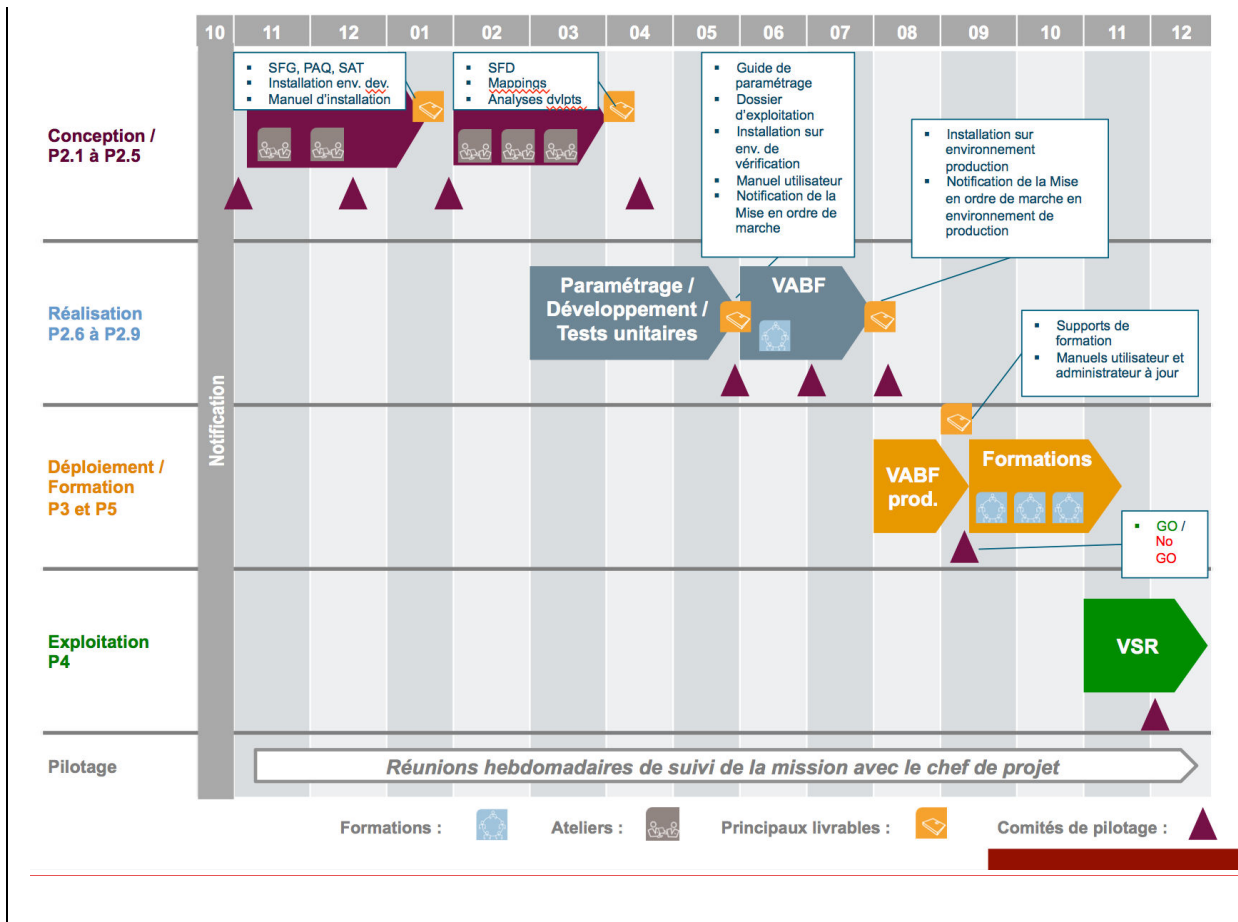 10 11 12 01 02 03 04 05 06 07 08 09 10 11 12
Notification
Conception /
P2.1 à P2.5
▪ SFG, PAQ, SAT
▪ Installation env. dev.
▪ Manuel d'installation
▪ SFD
▪ Mappings
▪ Analyses dvlpts
▪ Guide de
paramétrage
▪ Dossier
d'exploitation
▪ Installation sur
env. de
vérification
▪ Manuel utilisateur
▪ Notification de la
Mise en ordre de
marche
▪ Installation sur
environnement
production
▪ Notification de la Mise
en ordre de marche en
environnement de
production
Réalisation
P2.6 à P2.9
Paramétrage /
Développement /
Tests unitaires
VABF
▪ Supports de
formation
▪ Manuels utilisateur et
administrateur à jour
Déploiement /
Formation
P3 et P5
VABF
prod.
Formations
▪ GO /
No
GO
Exploitation
P4
VSR
Pilotage
Réunions hebdomadaires de suivi de la mission avec le chef de projet
Formations : Ateliers : Principaux livrables : Comités de pilotage :